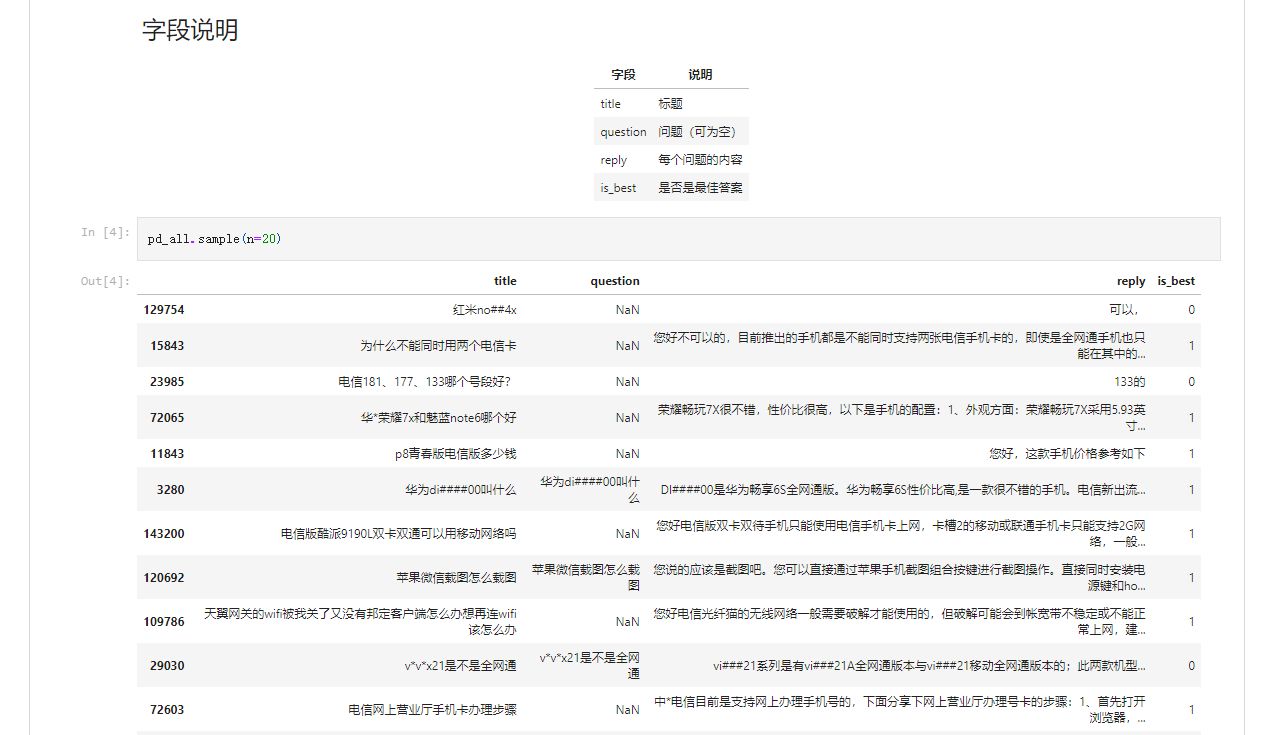 字段说明
字段 说明
title 标题
question 问题（可为空）
reply 每个问题的内容
is_best 是否是最佳答案
In [4]: pd_all.sample(n=20)
Out[4]:
title question reply is_best
129754 红米no##4x NaN 可以， 0
15843 为什么不能同时用两个电信卡 NaN 您好不可以的，目前推出的手机都是不能同时支持两张电信手机卡的，即使是全网通手机也只
能在其中的... 1
23985 电信181、177、133哪个号段好？ NaN 133的 0
72065 华*荣耀7x和魅蓝note6哪个好 NaN 荣耀畅玩7X很不错，性价比很高，以下是手机的配置：1、外观方面：荣耀畅玩7X采用5.93英
寸... 1
11843 p8青春版电信版多少钱 NaN 您好，这款手机价格参考如下 1
3280 华为di####00叫什么 华为di####00叫什
么 DI####00是华为畅享6S全网通版。华为畅享6S性价比高,是一款很不错的手机。电信新出流... 1
143200 电信版酷派9190L双卡双通可以用移动网络吗 NaN 您好电信版双卡双待手机只能使用电信手机卡上网，卡槽2的移动或联通手机卡只能支持2G网
络，一般... 1
120692 苹果微信载图怎么载图 苹果微信载图怎么载
图 您说的应该是截图吧。您可以直接通过苹果手机截图组合按键进行截图操作。直接同时安装电
源键和ho... 1
109786 天翼网关的wifi被我关了又没有邦定客户端怎么办想再连wifi
该怎么办 NaN 您好电信光纤猫的无线网络一般需要破解才能使用的，但破解可能会到帐宽带不稳定或不能正
常上网，建... 1
29030 v*v*x21是不是全网通 v*v*x21是不是全网
通 vi###21系列是有vi###21A全网通版本与vi###21移动全网通版本的；此两款机型... 0
72603 电信网上营业厅手机卡办理步骤 NaN 中*电信目前是支持网上办理手机号的，下面分享下网上营业厅办理号卡的步骤：1、首先打开
浏览器，... 1